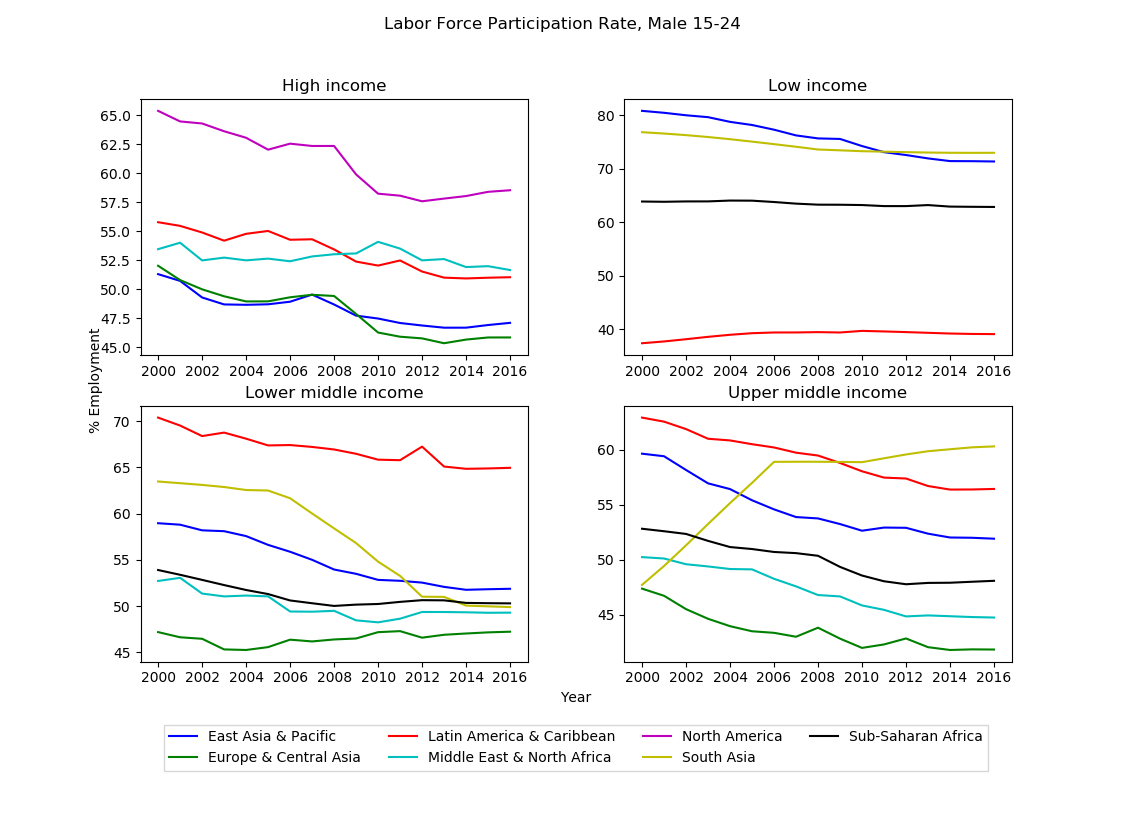 Labor Force Participation Rate, Male 15-24
High income
65.0
62.5
60.0
57.5
55.0
52.5
50.0
47.5
45.0
2000 2002 2004 2006 2008 2010 2012 2014 2016
Low income
80
70
60
50
40
2000 2002 2004 2006 2008 2010 2012 2014 2016
% Employment
Lower middle income
70
65
60
55
50
45
2000 2002 2004 2006 2008 2010 2012 2014 2016
Upper middle income
60
55
50
45
2000 2002 2004 2006 2008 2010 2012 2014 2016
Year
East Asia & Pacific Latin America & Caribbean North America Sub-Saharan Africa
Europe & Central Asia Middle East & North Africa South Asia